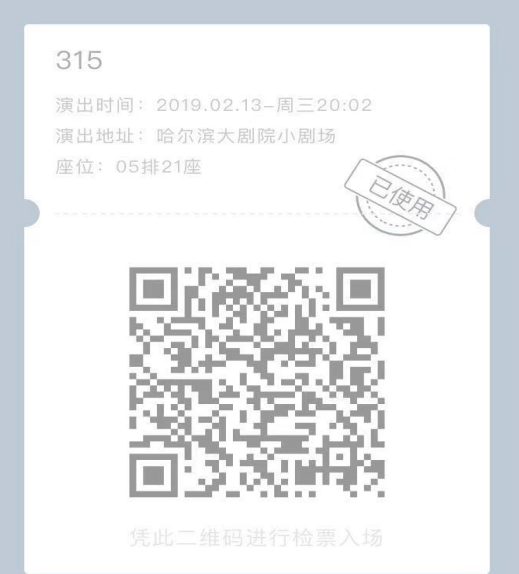 315
演出时间：2019.02.13-周三20:02
演出地址：哈尔滨大剧院小剧场
座位：05排21座
已使用
凭此二维码进行检票入场